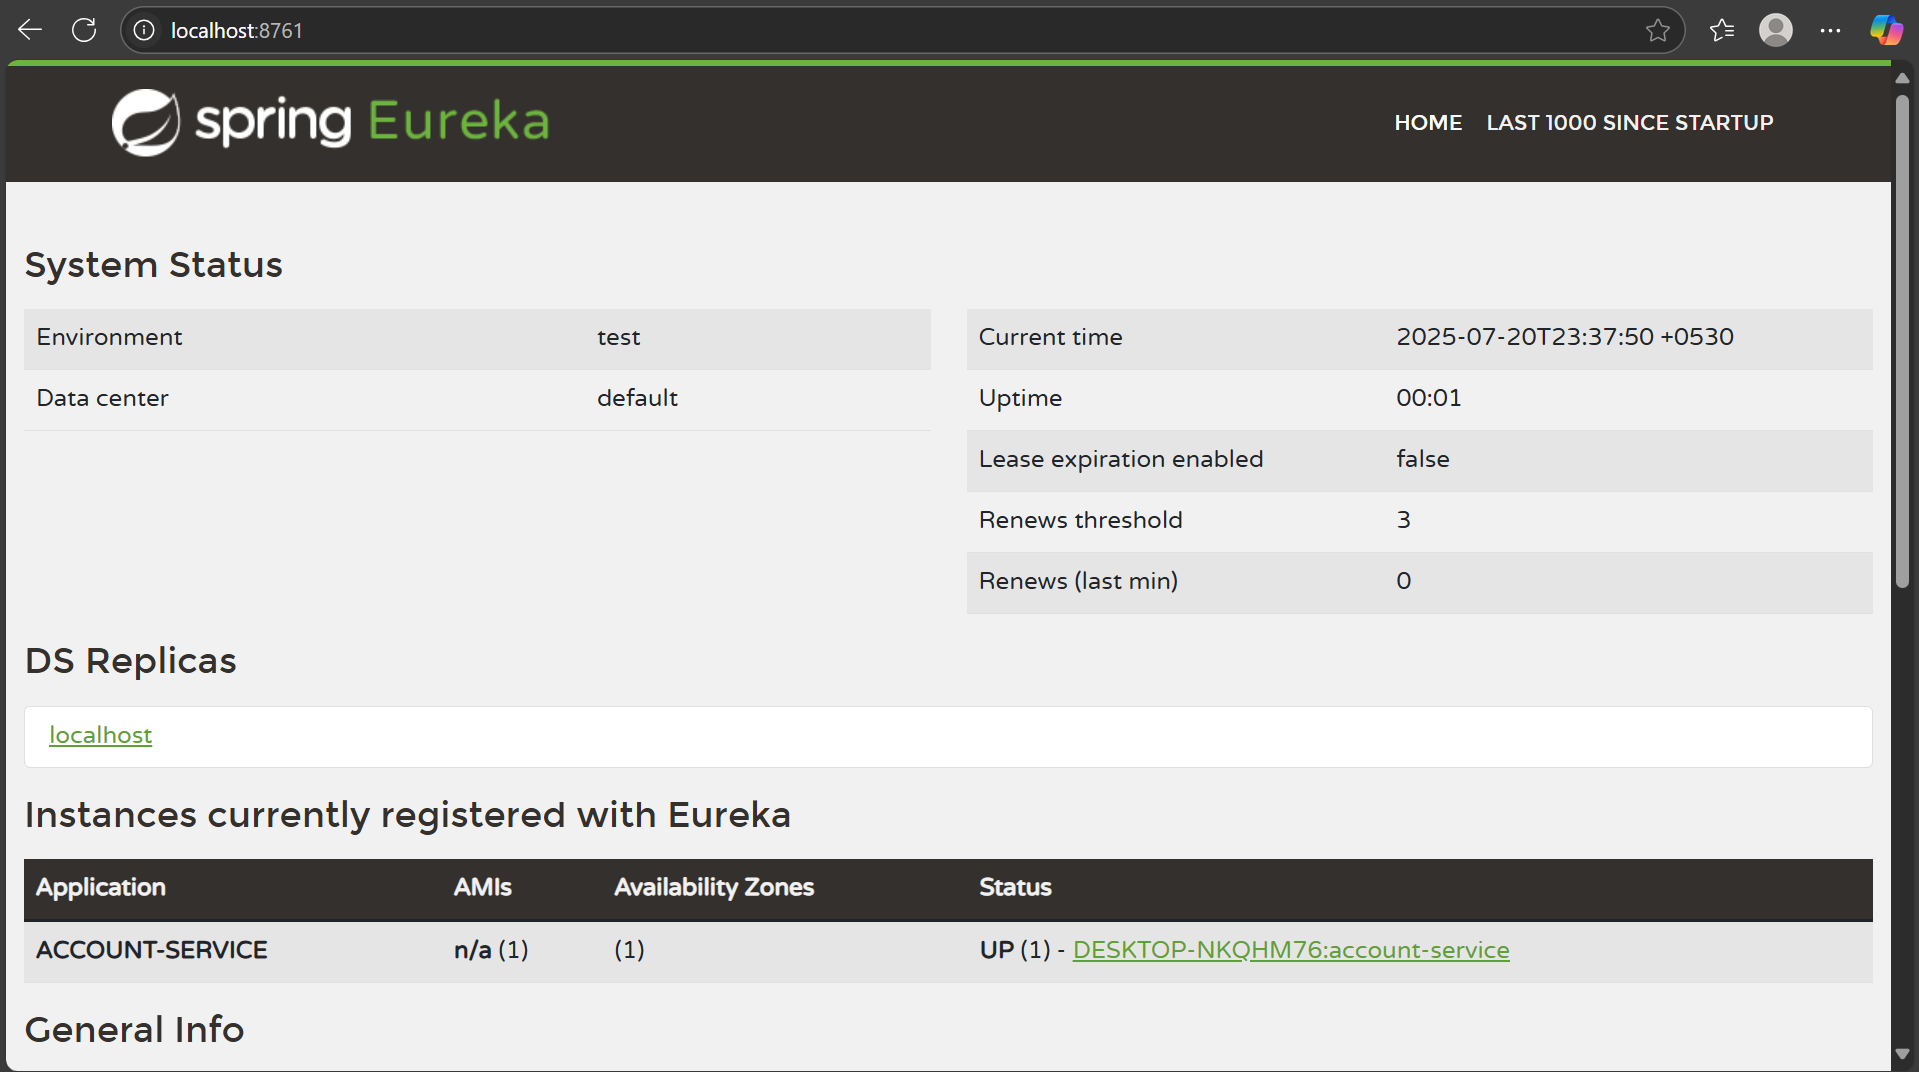 localhost:8761
spring Eureka
HOME LAST 1000 SINCE STARTUP
System Status
Environment test
Data center default
Current time 2025-07-20T23:37:50 +0530
Uptime 00:01
Lease expiration enabled false
Renews threshold 3
Renews (last min) 0
DS Replicas
localhost
Instances currently registered with Eureka
Application AMIs Availability Zones Status
ACCOUNT-SERVICE n/a (1) (1) UP (1) - DESKTOP-NKQHM76:account-service
General Info